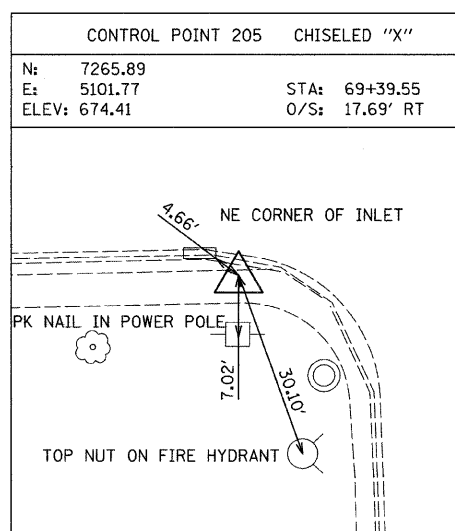 CONTROL POINT 205 CHISELED "X"
N: 7265.89
E: 5101.77 STA: 69+39.55
ELEV: 674.41 O/S: 17.69' RT
4.66'
NE CORNER OF INLET
PK NAIL IN POWER POLE
7.02'
30.10'
TOP NUT ON FIRE HYDRANT